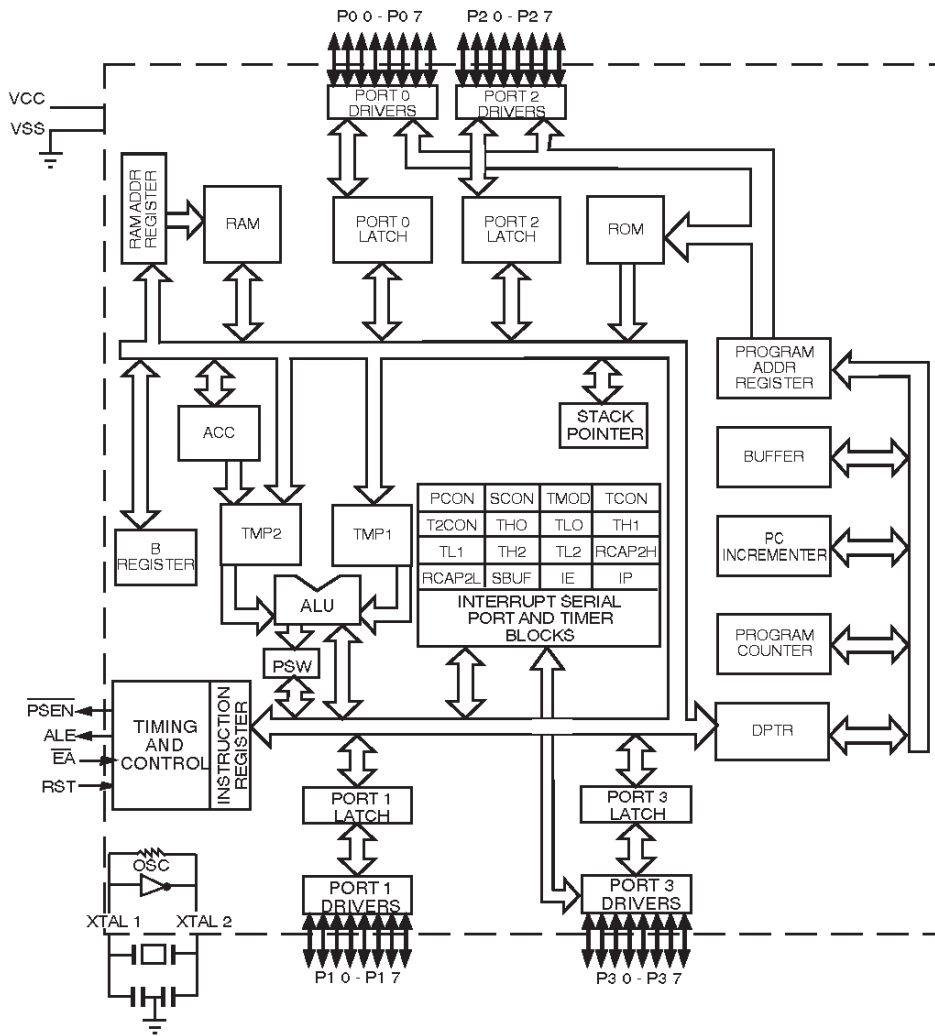 P0 0 - P0 7
P2 0 - P2 7
VCC
VSS
PORT 0
DRIVERS
PORT 2
DRIVERS
RAM ADDR
REGISTER
RAM
PORT 0
LATCH
PORT 2
LATCH
ROM
PROGRAM
ADDR
REGISTER
STACK
POINTER
ACC
BUFFER
B
REGISTER
TMP2
TMP1
PCON SCON TMOD TCON
T2CON THO TLO TH1
TL1 TH2 TL2 RCAP2H
RCAP2L SBUF IE IP
INTERRUPT SERIAL
PORT AND TIMER
BLOCKS
PC
INCREMENTER
ALU
PROGRAM
COUNTER
PSW
PSEN
ALE
EA
RST
TIMING
AND
CONTROL
INSTRUCTION
REGISTER
DPTR
PORT 1
LATCH
PORT 3
LATCH
OSC
XTAL 1
XTAL 2
PORT 1
DRIVERS
PORT 3
DRIVERS
P1 0 - P1 7
P3 0 - P3 7